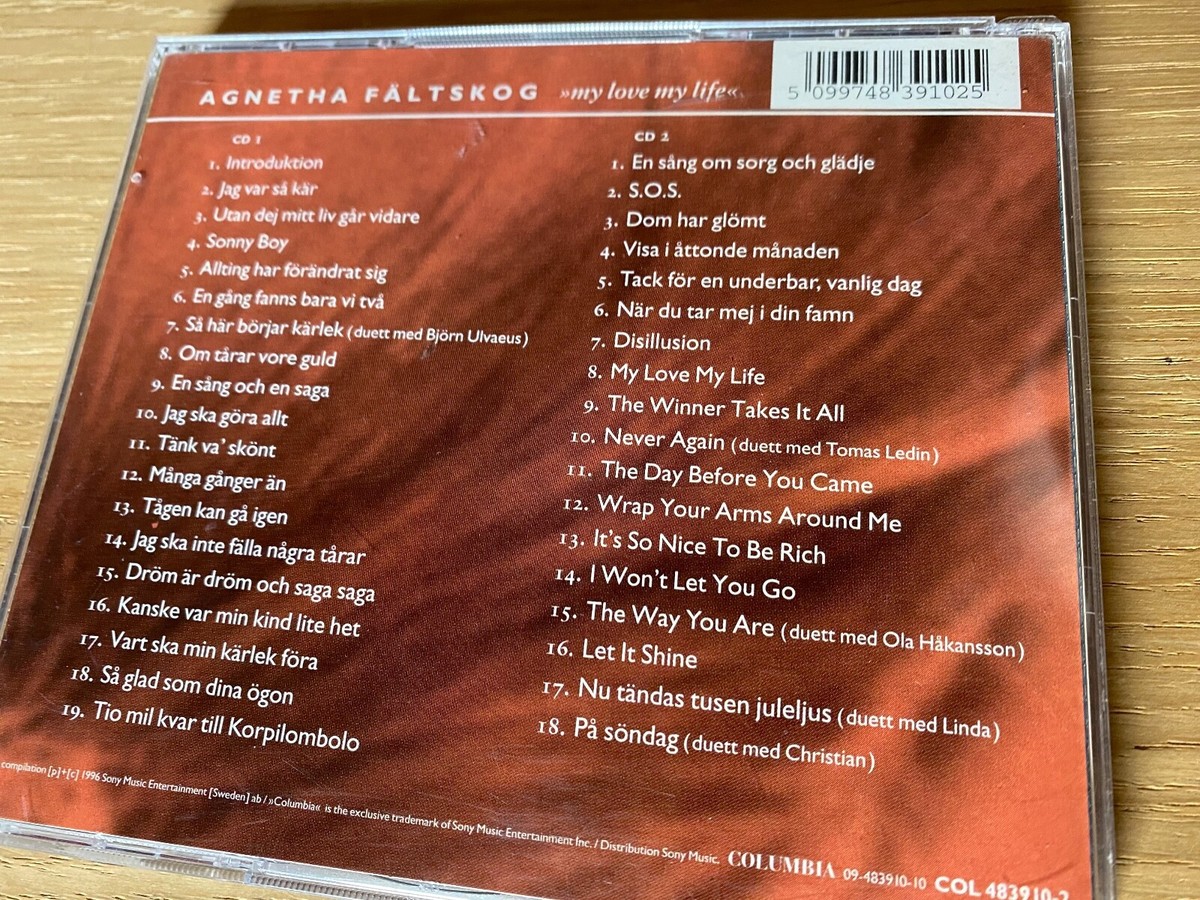 AGNETHA FÄLTSKOG »my love my life«
5 099748 391025
CD 1
1. Introduktion
2. Jag var så kär
3. Utan dej mitt liv går vidare
4. Sonny Boy
5. Allting har förändrat sig
6. En gång fanns bara vi två
7. Så här börjar kärlek (duett med Björn Ulvaeus)
8. Om tårar vore guld
9. En sång och en saga
10. Jag ska göra allt
11. Tänk va' skönt
12. Många gånger än
13. Tågen kan gå igen
14. Jag ska inte fälla några tårar
15. Dröm är dröm och saga saga
16. Kanske var min kind lite het
17. Vart ska min kärlek föra
18. Så glad som dina ögon
19. Tio mil kvar till Korpilombolo
CD 2
1. En sång om sorg och glädje
2. S.O.S.
3. Dom har glömt
4. Visa i åttonde månaden
5. Tack för en underbar, vanlig dag
6. När du tar mej i din famn
7. Disillusion
8. My Love My Life
9. The Winner Takes It All
10. Never Again (duett med Tomas Ledin)
11. The Day Before You Came
12. Wrap Your Arms Around Me
13. It's So Nice To Be Rich
14. I Won't Let You Go
15. The Way You Are (duett med Ola Håkansson)
16. Let It Shine
17. Nu tändas tusen juleljus (duett med Linda)
18. På söndag (duett med Christian)
compilation [p]+[c] 1996 Sony Music Entertainment [Sweden] ab / »Columbia« is the exclusive trademark of Sony Music Entertainment Inc. / Distribution Sony Music. COLUMBIA 09-483910-10 COL 483910-2